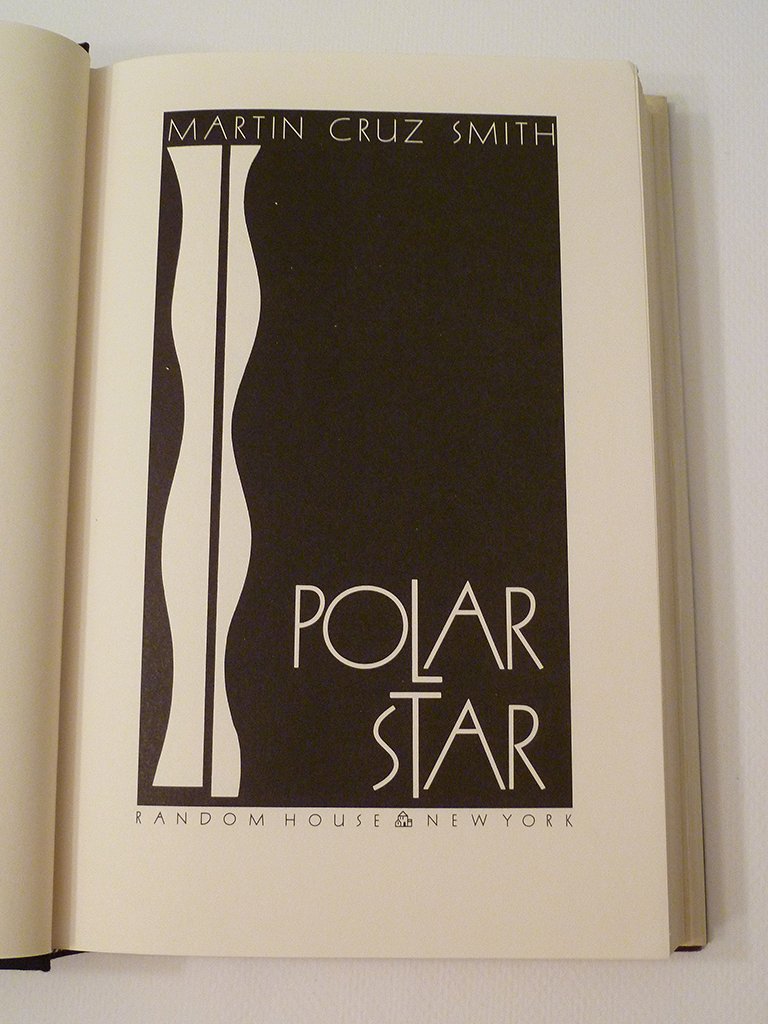 MARTIN CRUZ SMITH
POLAR
STAR
RANDOM HOUSE NEW YORK